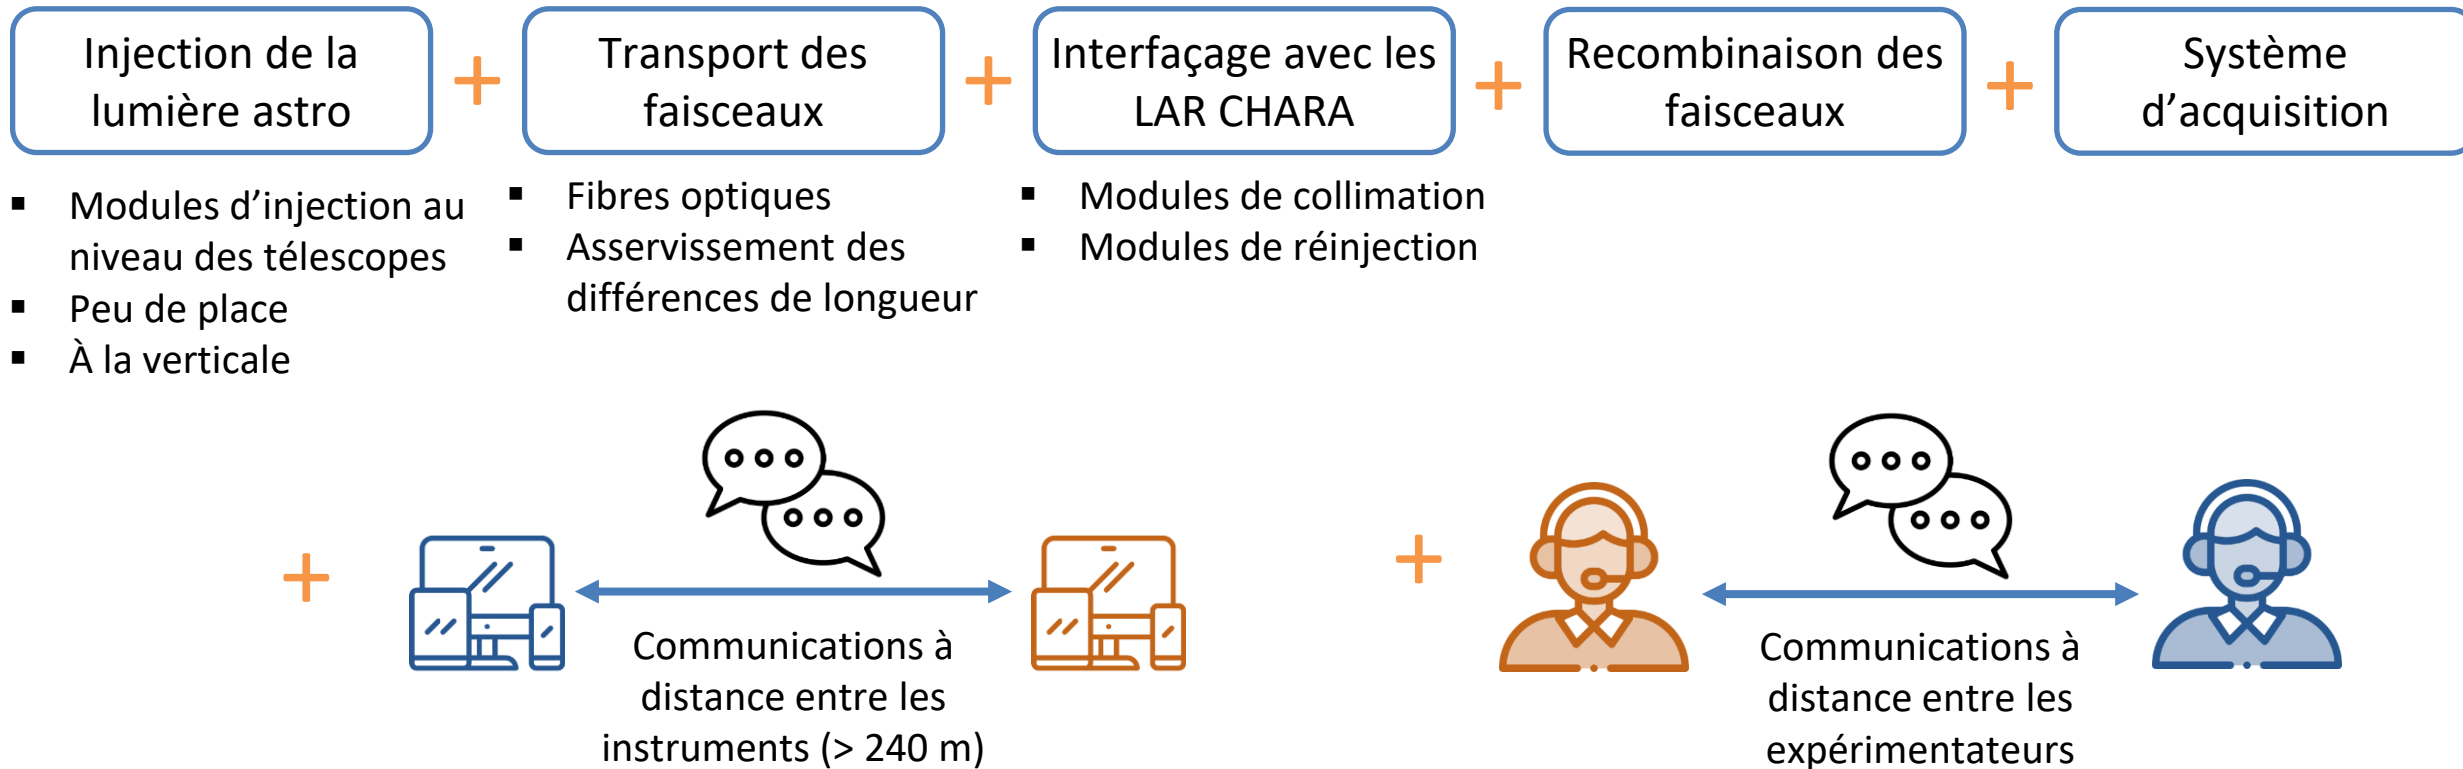 Injection de la
lumière astro
+
Transport des
faisceaux
+
Interfaçage avec les
LAR CHARA
+
Recombinaison des
faisceaux
+
Système
d’acquisition
▪ Modules d’injection au
niveau des télescopes
▪ Peu de place
▪ À la verticale
▪ Fibres optiques
▪ Asservissement des
différences de longueur
▪ Modules de collimation
▪ Modules de réinjection
+
Communications à
distance entre les
instruments (> 240 m)
+
Communications à
distance entre les
expérimentateurs